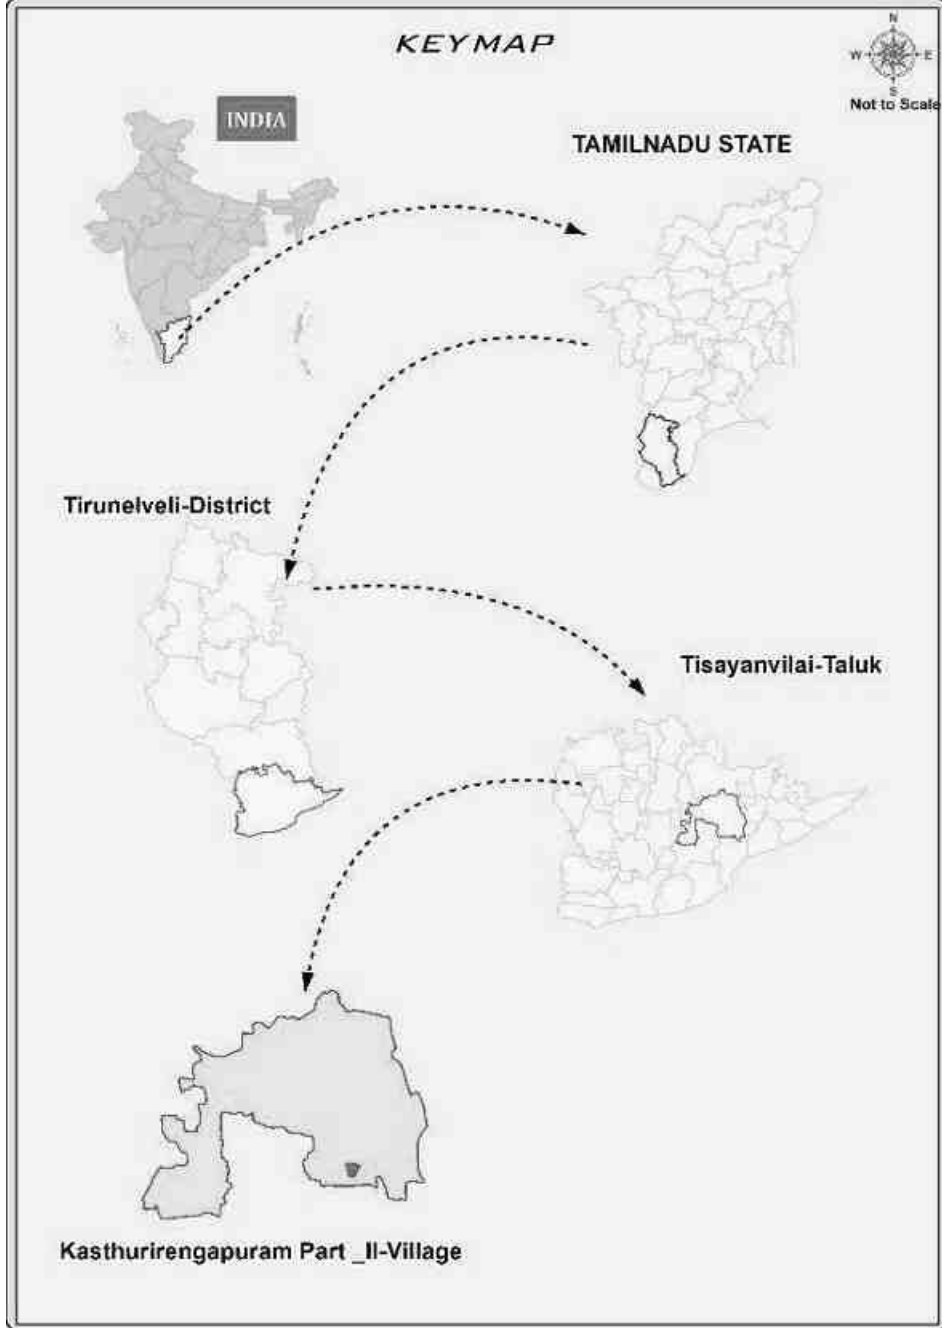 KEYMAP
N
W E
S
Not to Scale
INDIA
TAMILNADU STATE
Tirunelveli-District
Tisayanvilai-Taluk
Kasthurirengapuram Part _II-Village